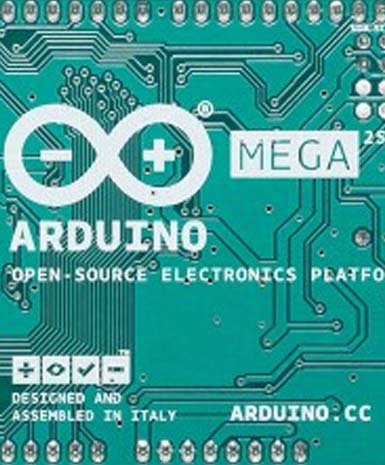 MEGA
ARDUINO
OPEN-SOURCE ELECTRONICS PLATFO
DESIGNED AND
ASSEMBLED IN ITALY
ARDUINO.CC